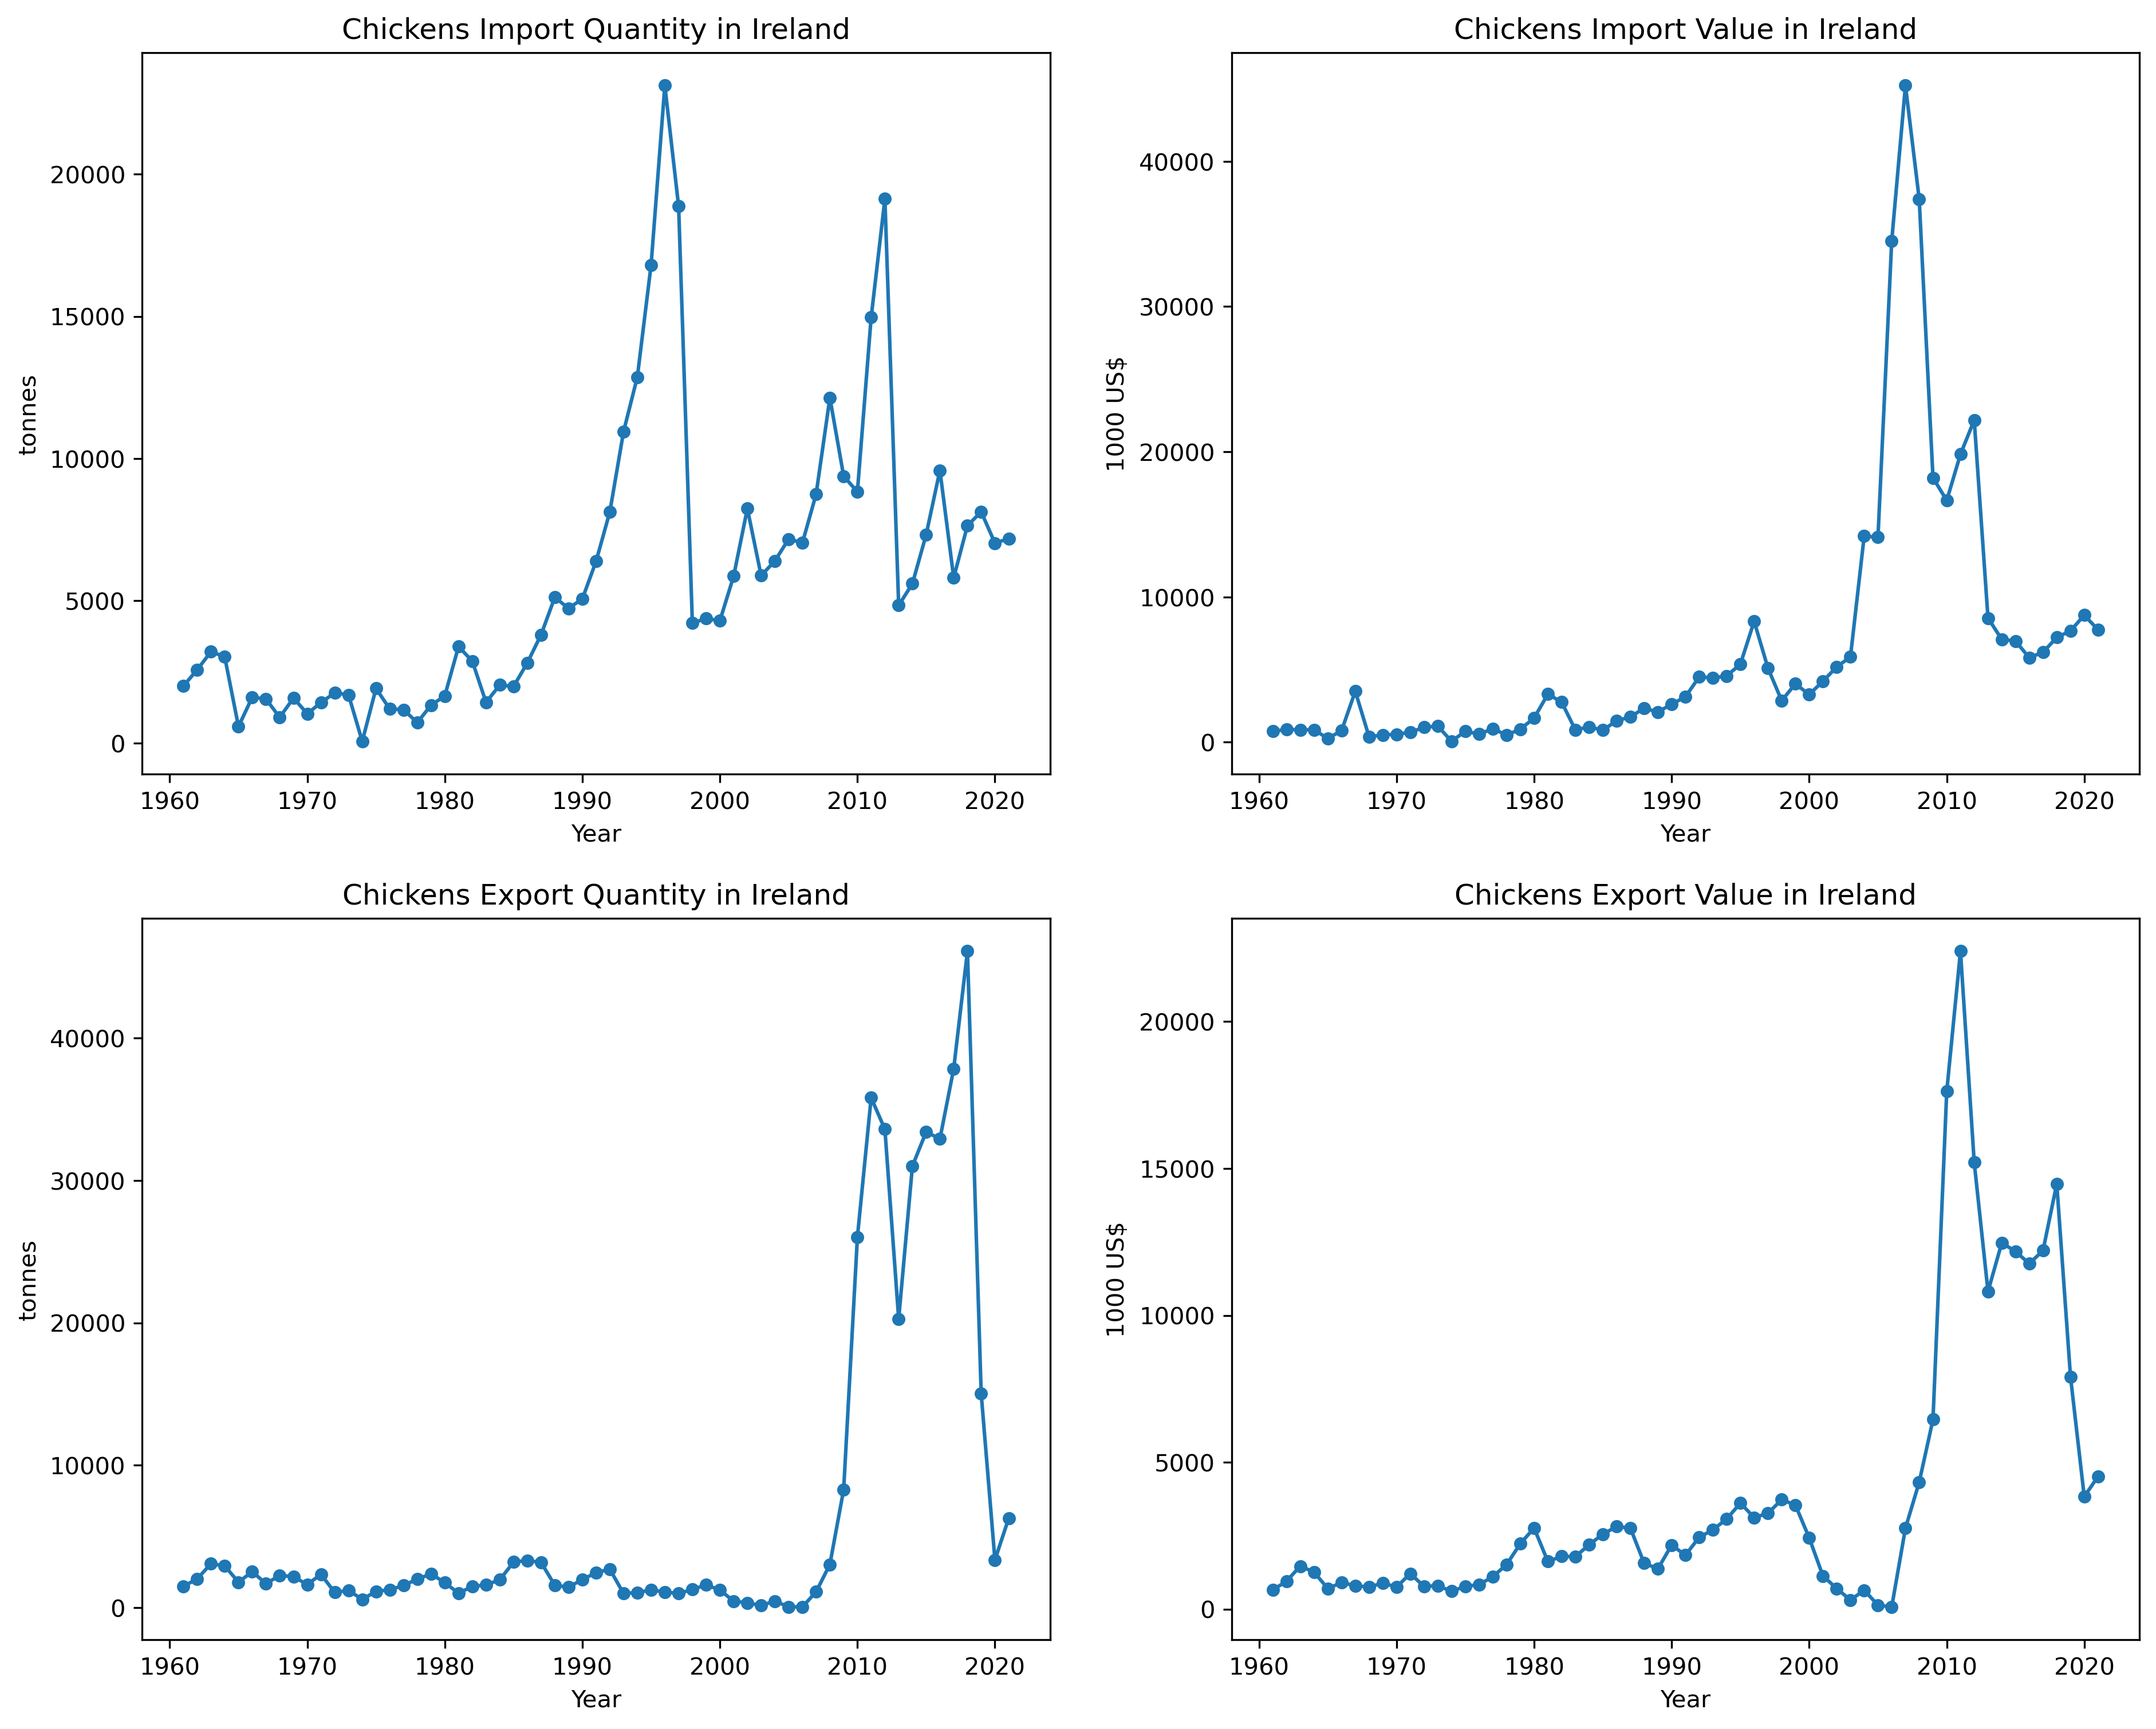 Chickens Import Quantity in Ireland
tonnes
20000
15000
10000
5000
0
1960 1970 1980 1990 2000 2010 2020
Year
Chickens Import Value in Ireland
1000 US$
40000
30000
20000
10000
0
1960 1970 1980 1990 2000 2010 2020
Year
Chickens Export Quantity in Ireland
tonnes
40000
30000
20000
10000
0
1960 1970 1980 1990 2000 2010 2020
Year
Chickens Export Value in Ireland
1000 US$
20000
15000
10000
5000
0
1960 1970 1980 1990 2000 2010 2020
Year